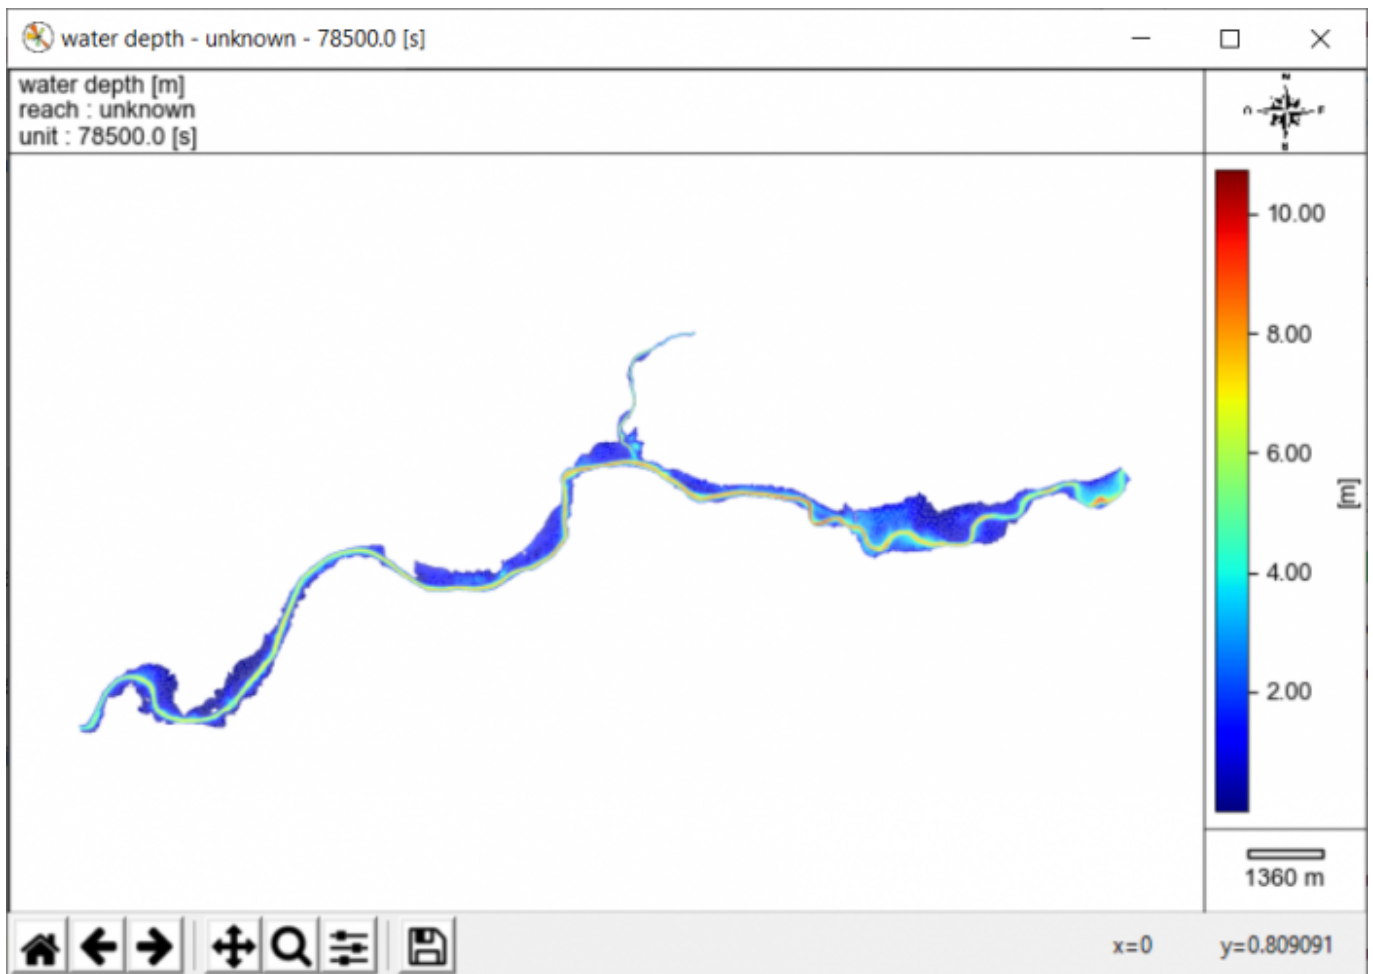 water depth - unknown - 78500.0 [s]
water depth [m]
reach : unknown
unit : 78500.0 [s]
N
E
10.00
8.00
6.00
[m]
4.00
2.00
1360 m
x=0 y=0.809091